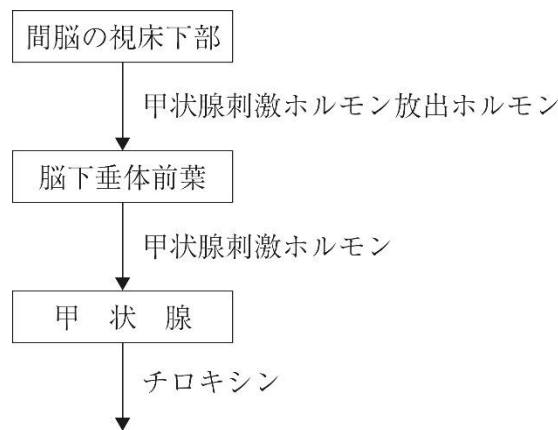 間脳の視床下部
甲状腺刺激ホルモン放出ホルモン
脳下垂体前葉
甲状腺刺激ホルモン
甲状腺
チロキシン